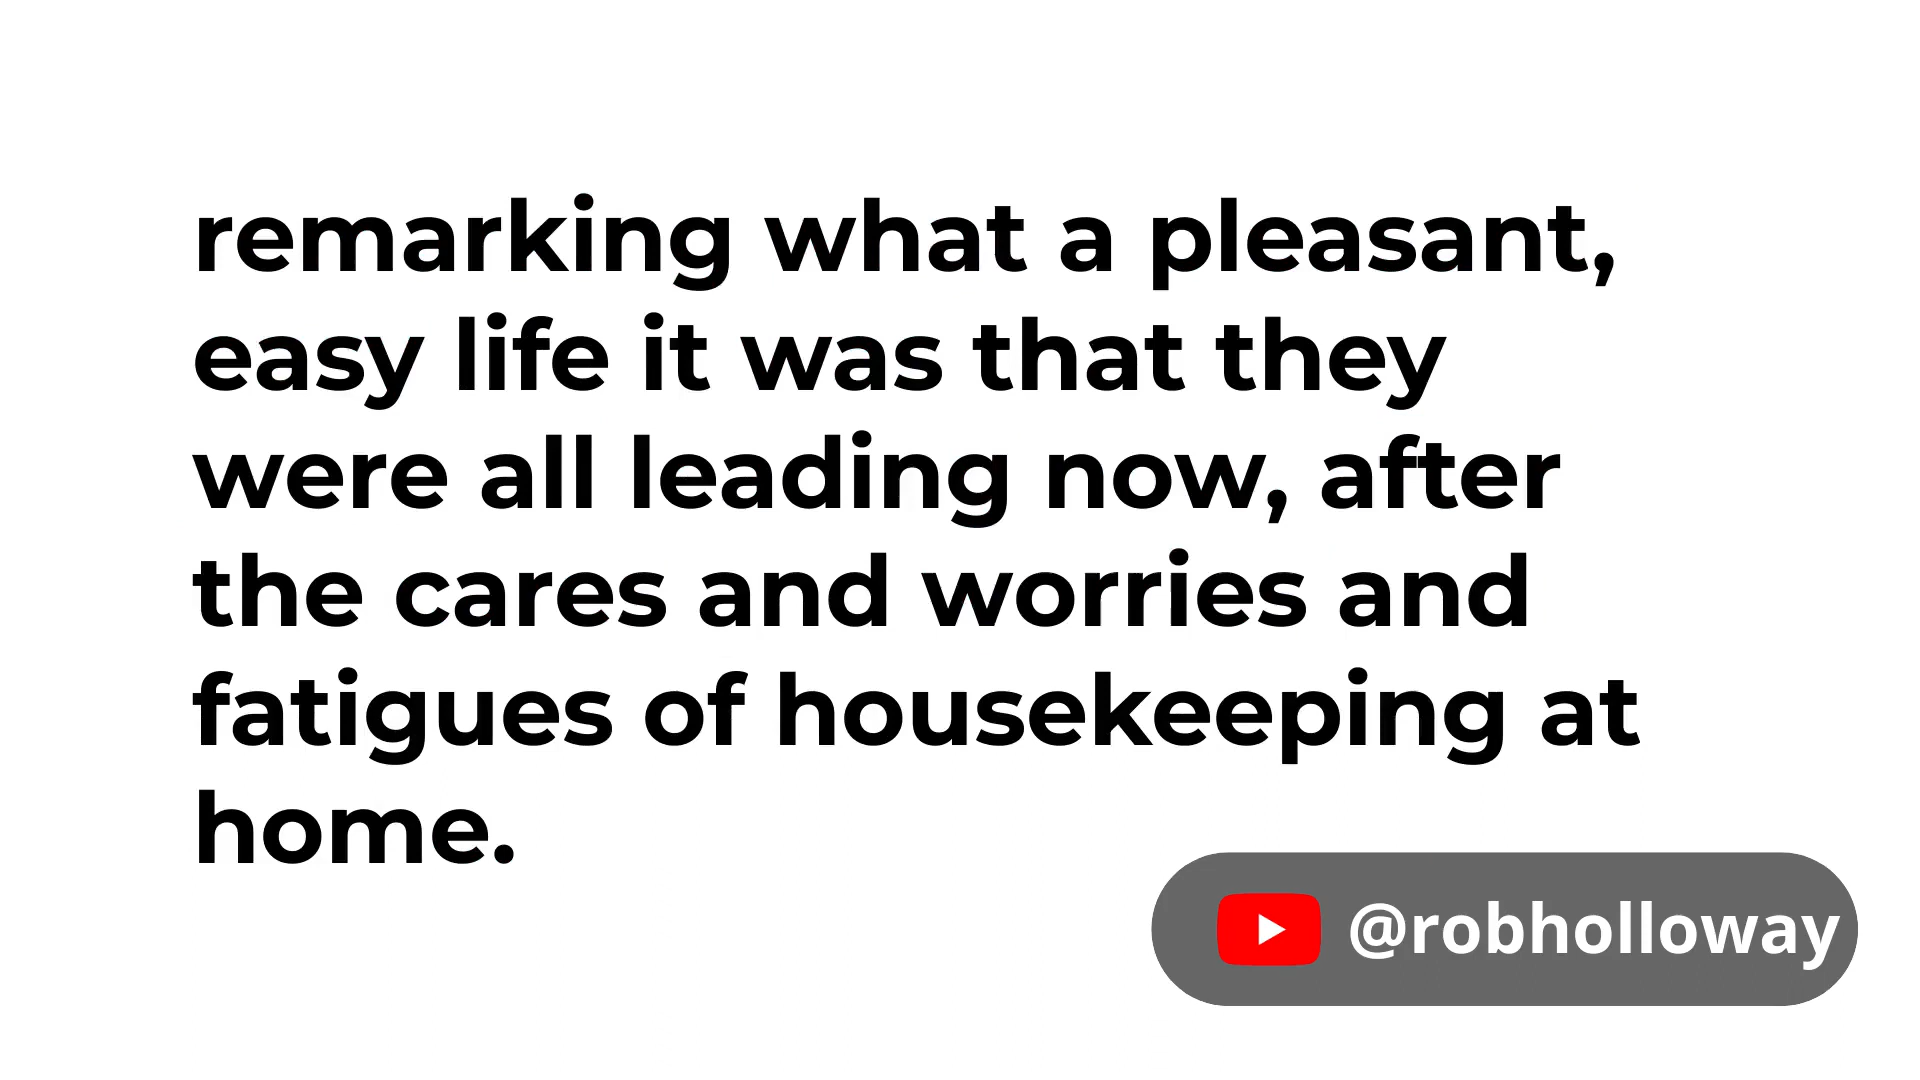 remarking what a pleasant,
easy life it was that they
were all leading now, after
the cares and worries and
fatigues of housekeeping at
home.
@robholloway